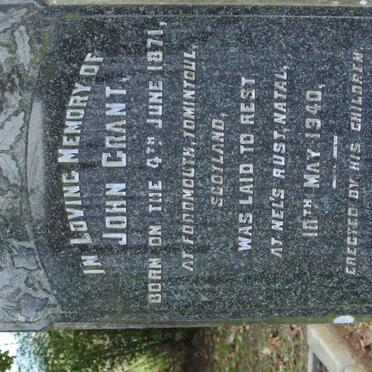 IN LOVING MEMORY OF
JOHN GRANT,
BORN ON THE 4TH JUNE 1871,
AT FORDMOUTH, TOMINTOUL,
SCOTLAND,
WAS LAID TO REST
AT NEL'S RUST, NATAL,
16TH MAY 1940,
ERECTED BY HIS CHILDREN